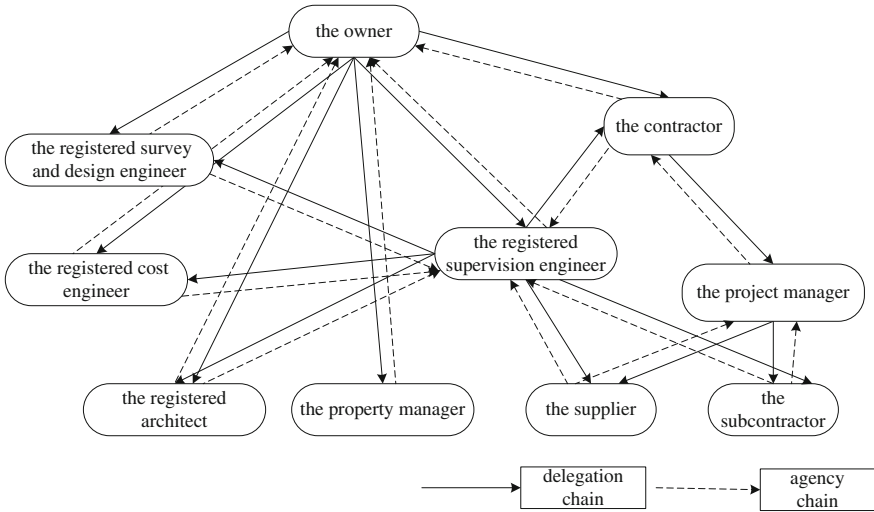 the owner
the contractor
the registered survey
and design engineer
the registered
supervision engineer
the registered cost
engineer
the project manager
the registered
architect
the property manager
the supplier
the
subcontractor
delegation
chain
agency
chain